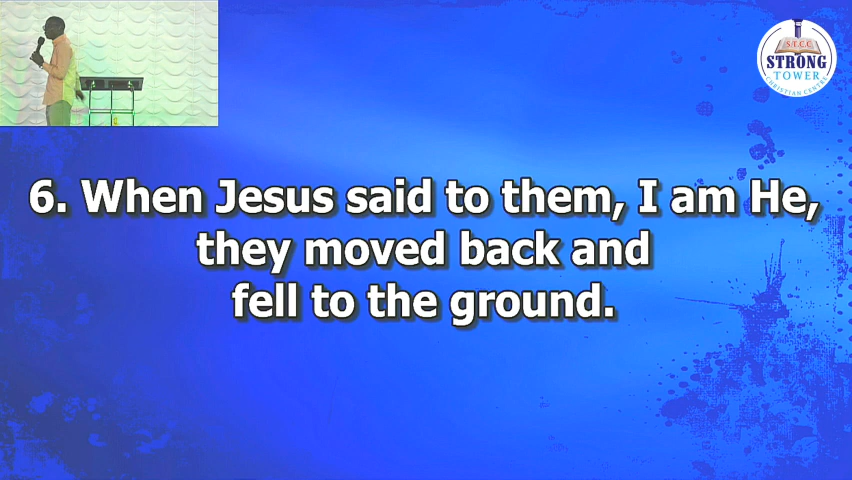 S.T.C.C
STRONG
TOWER
CHRISTIAN CENTRE
6. When Jesus said to them, I am He,
they moved back and
fell to the ground.